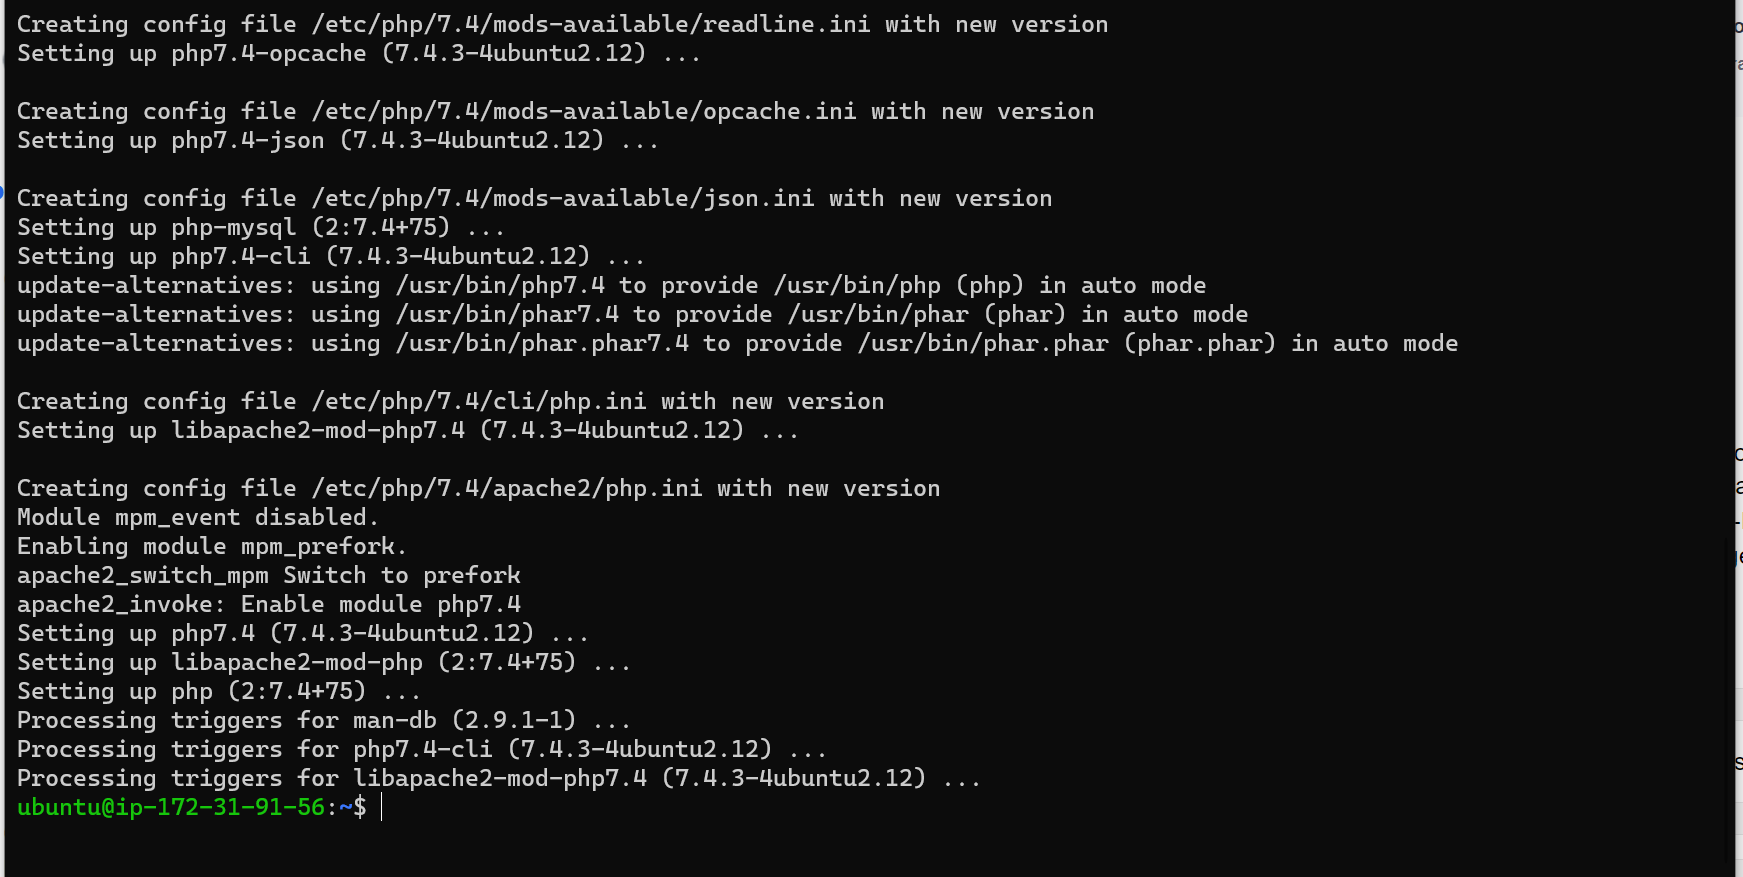 Creating config file /etc/php/7.4/mods-available/readline.ini with new version
Setting up php7.4-opcache (7.4.3-4ubuntu2.12) ...
Creating config file /etc/php/7.4/mods-available/opcache.ini with new version
Setting up php7.4-json (7.4.3-4ubuntu2.12) ...
Creating config file /etc/php/7.4/mods-available/json.ini with new version
Setting up php-mysql (2:7.4+75) ...
Setting up php7.4-cli (7.4.3-4ubuntu2.12) ...
update-alternatives: using /usr/bin/php7.4 to provide /usr/bin/php (php) in auto mode
update-alternatives: using /usr/bin/phar7.4 to provide /usr/bin/phar (phar) in auto mode
update-alternatives: using /usr/bin/phar.phar7.4 to provide /usr/bin/phar.phar (phar.phar) in auto mode
Creating config file /etc/php/7.4/cli/php.ini with new version
Setting up libapache2-mod-php7.4 (7.4.3-4ubuntu2.12) ...
Creating config file /etc/php/7.4/apache2/php.ini with new version
Module mpm_event disabled.
Enabling module mpm_prefork.
apache2_switch_mpm Switch to prefork
apache2_invoke: Enable module php7.4
Setting up php7.4 (7.4.3-4ubuntu2.12) ...
Setting up libapache2-mod-php (2:7.4+75) ...
Setting up php (2:7.4+75) ...
Processing triggers for man-db (2.9.1-1) ...
Processing triggers for php7.4-cli (7.4.3-4ubuntu2.12) ...
Processing triggers for libapache2-mod-php7.4 (7.4.3-4ubuntu2.12) ...
ubuntu@ip-172-31-91-56:~$